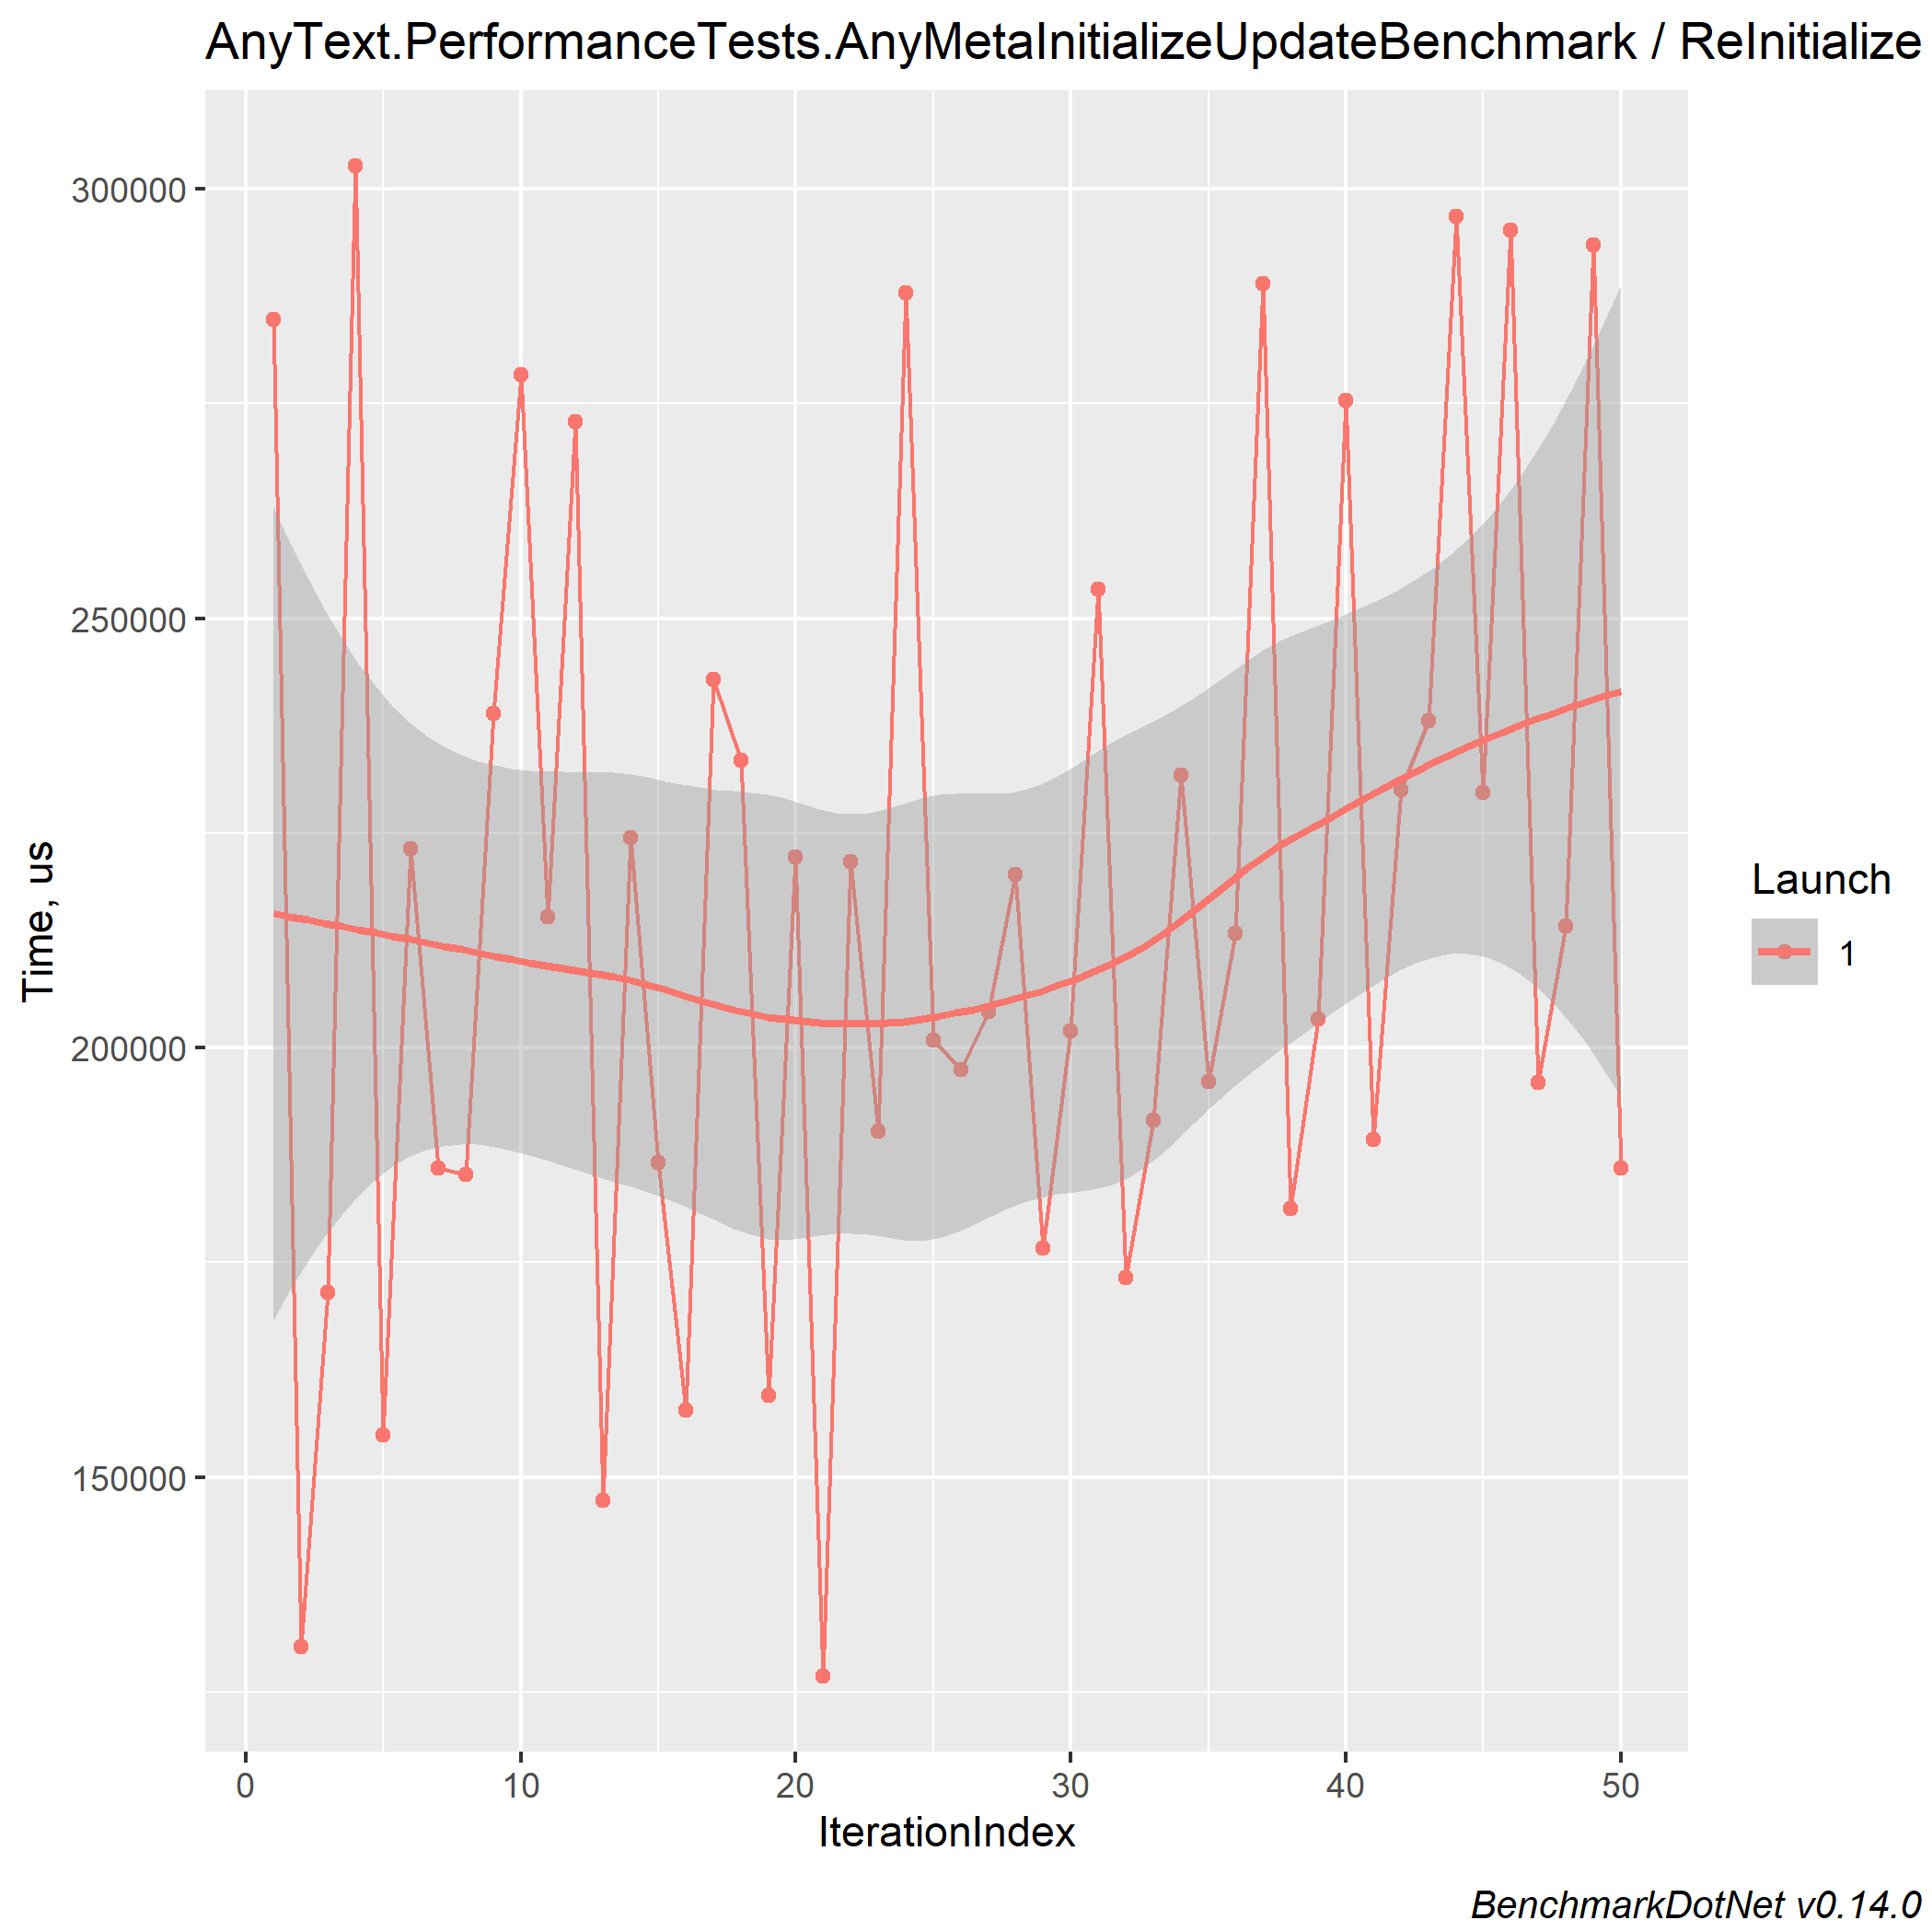 AnyText.PerformanceTests.AnyMetaInitializeUpdateBenchmark / ReInitialize
300000
250000
200000
150000
Time, us
0 10 20 30 40 50
IterationIndex
Launch
1
BenchmarkDotNet v0.14.0